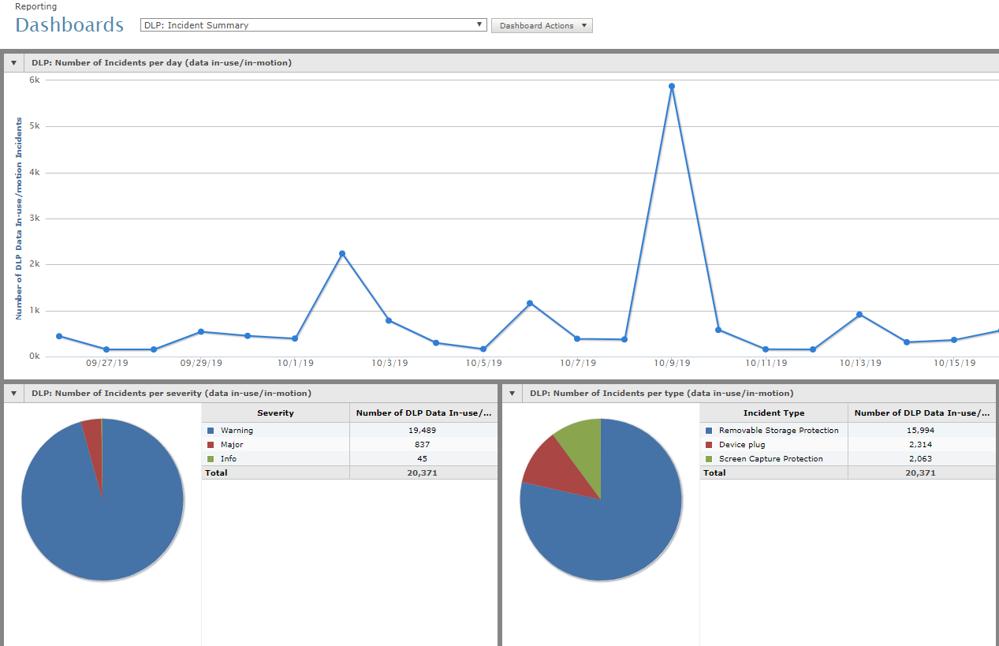 Reporting
Dashboards
DLP: Incident Summary
Dashboard Actions
DLP: Number of Incidents per day (data in-use/in-motion)
Number of DLP Data In-use/motion Incidents
6k
5k
4k
3k
2k
1k
0k
09/27/19 09/29/19 10/1/19 10/3/19 10/5/19 10/7/19 10/9/19 10/11/19 10/13/19 10/15/19
DLP: Number of Incidents per severity (data in-use/in-motion)
Severity Number of DLP Data In-use/...
Warning 19,489
Major 837
Info 45
Total 20,371
DLP: Number of Incidents per type (data in-use/in-motion)
Incident Type Number of DLP Data In-use/...
Removable Storage Protection 15,994
Device plug 2,314
Screen Capture Protection 2,063
Total 20,371